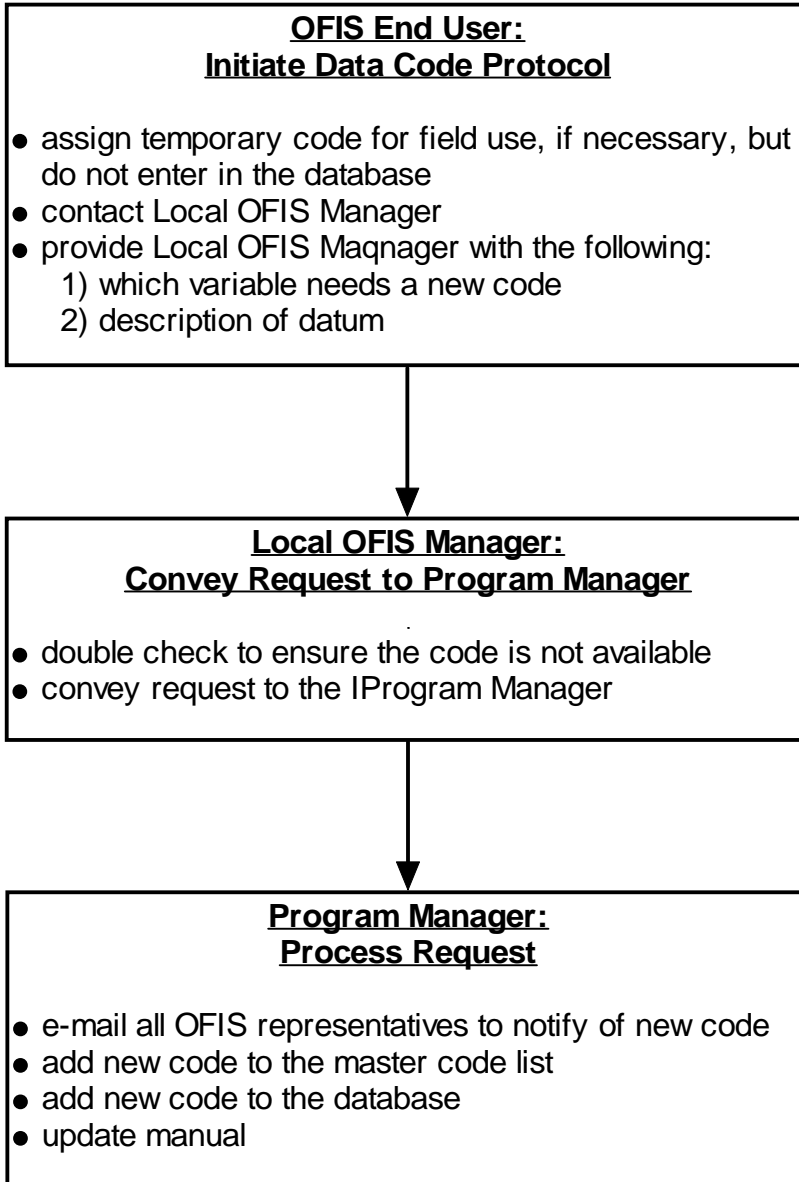 OFIS End User:
Initiate Data Code Protocol
● assign temporary code for field use, if necessary, but
do not enter in the database
● contact Local OFIS Manager
● provide Local OFIS Maqnager with the following:
1) which variable needs a new code
2) description of datum
Local OFIS Manager:
Convey Request to Program Manager
.
● double check to ensure the code is not available
● convey request to the IProgram Manager
Program Manager:
Process Request
● e-mail all OFIS representatives to notify of new code
● add new code to the master code list
● add new code to the database
● update manual